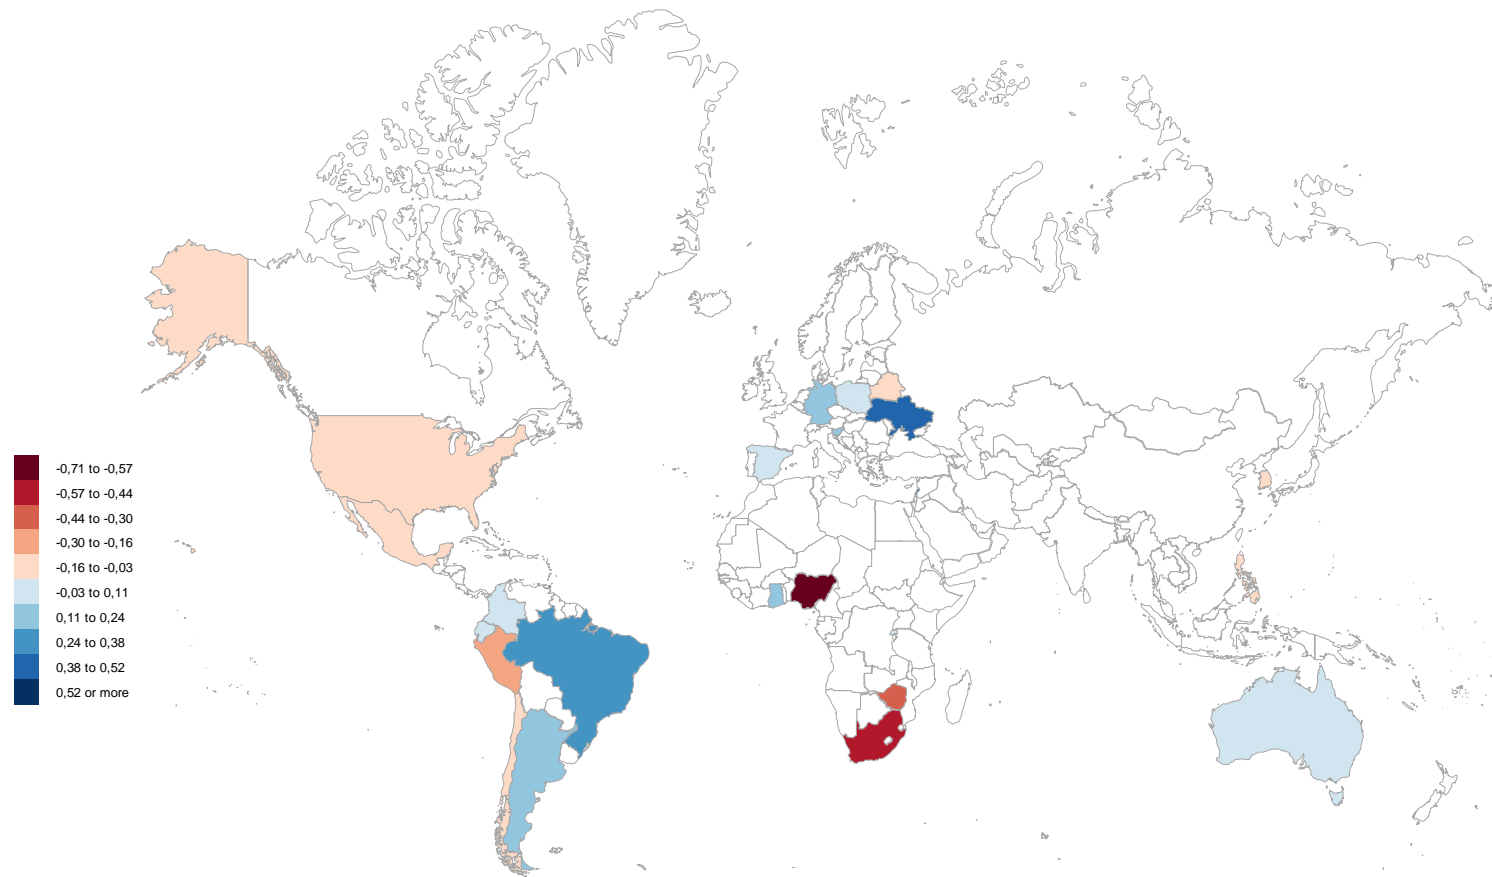 -0,71 to -0,57
-0,57 to -0,44
-0,44 to -0,30
-0,30 to -0,16
-0,16 to -0,03
-0,03 to 0,11
0,11 to 0,24
0,24 to 0,38
0,38 to 0,52
0,52 or more